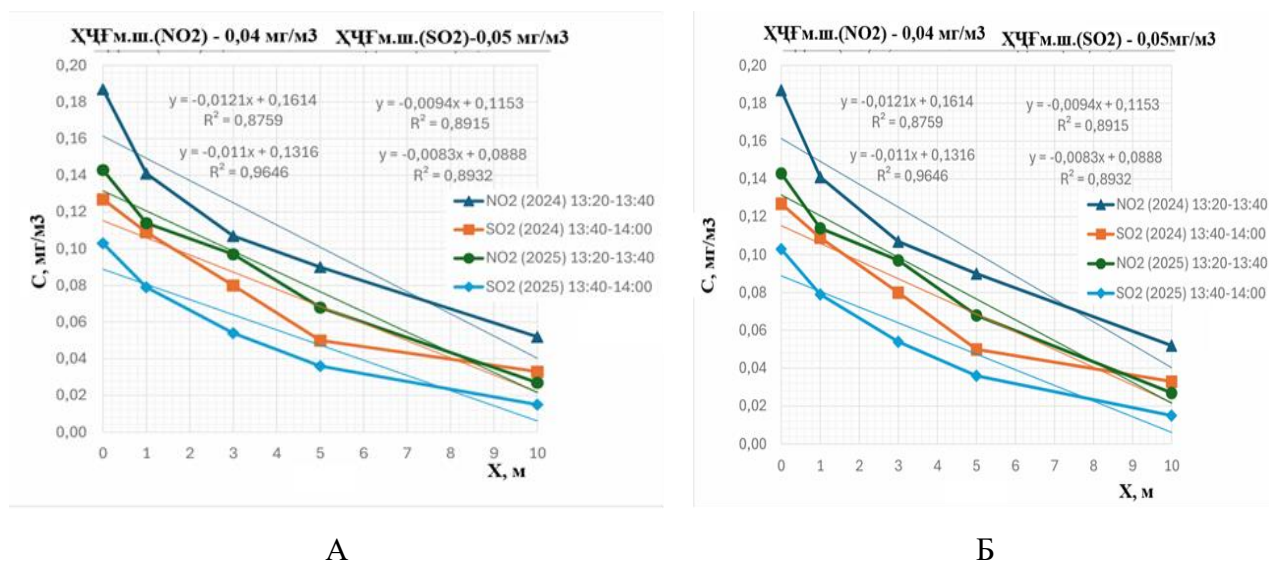 ҲҶҒм.ш.(NO2) - 0,04 мг/м3 ҲҶҒм.ш.(SO2)-0,05 мг/м3
0,20
0,18
0,16
0,14
0,12
0,10
0,08
0,06
0,04
0,02
0,00
C, мг/м3
y = -0,0121x + 0,1614
R² = 0,8759
y = -0,0094x + 0,1153
R² = 0,8915
y = -0,011x + 0,1316
R² = 0,9646
y = -0,0083x + 0,0888
R² = 0,8932
NO2 (2024) 13:20-13:40
SO2 (2024) 13:40-14:00
NO2 (2025) 13:20-13:40
SO2 (2025) 13:40-14:00
0 1 2 3 4 5 6 7 8 9 10
X, м
А
ҲҶҒм.ш.(NO2) - 0,04 мг/м3 ҲҶҒм.ш.(SO2) - 0,05мг/м3
0,20
0,18
0,16
0,14
0,12
0,10
0,08
0,06
0,04
0,02
0,00
C, мг/м3
y = -0,0121x + 0,1614
R² = 0,8759
y = -0,0094x + 0,1153
R² = 0,8915
y = -0,011x + 0,1316
R² = 0,9646
y = -0,0083x + 0,0888
R² = 0,8932
NO2 (2024) 13:20-13:40
SO2 (2024) 13:40-14:00
NO2 (2025) 13:20-13:40
SO2 (2025) 13:40-14:00
0 1 2 3 4 5 6 7 8 9 10
X, м
Б